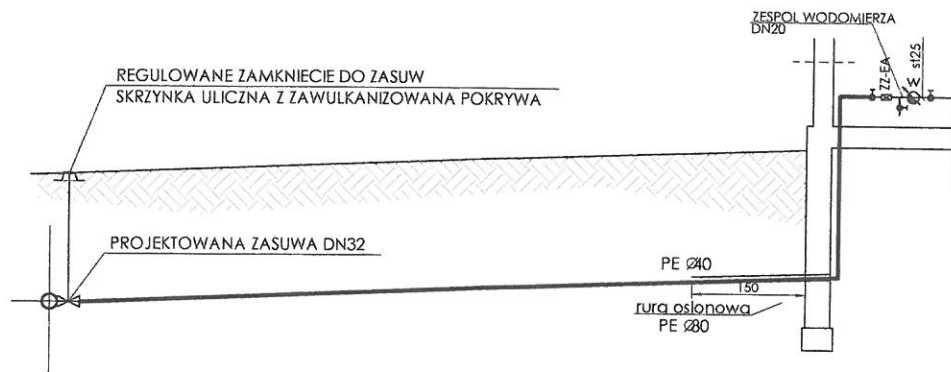 ZESPOL WODOMIERZA
DN20
REGULOWANE ZAMKNIECIE DO ZASUW
SKRZYNKA ULICZNA Z ZAWULKANIZOWANA POKRYWA
ZZ-EA
W
st25
PROJEKTOWANA ZASUWA DN32
PE Ø40
150
rura oslonowa
PE Ø80